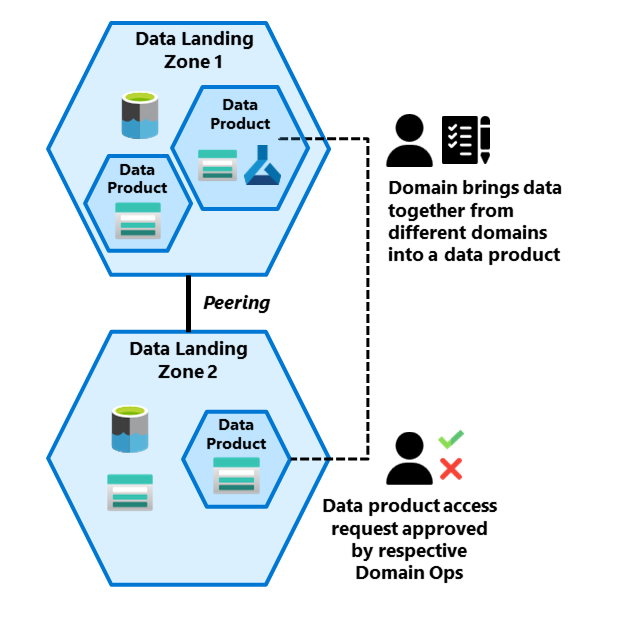 Data Landing
Zone 1
Data
Product
Data
Product
Domain brings data
together from
different domains
into a data product
Peering
Data Landing
Zone 2
Data
Product
Data product access
request approved
by respective
Domain Ops